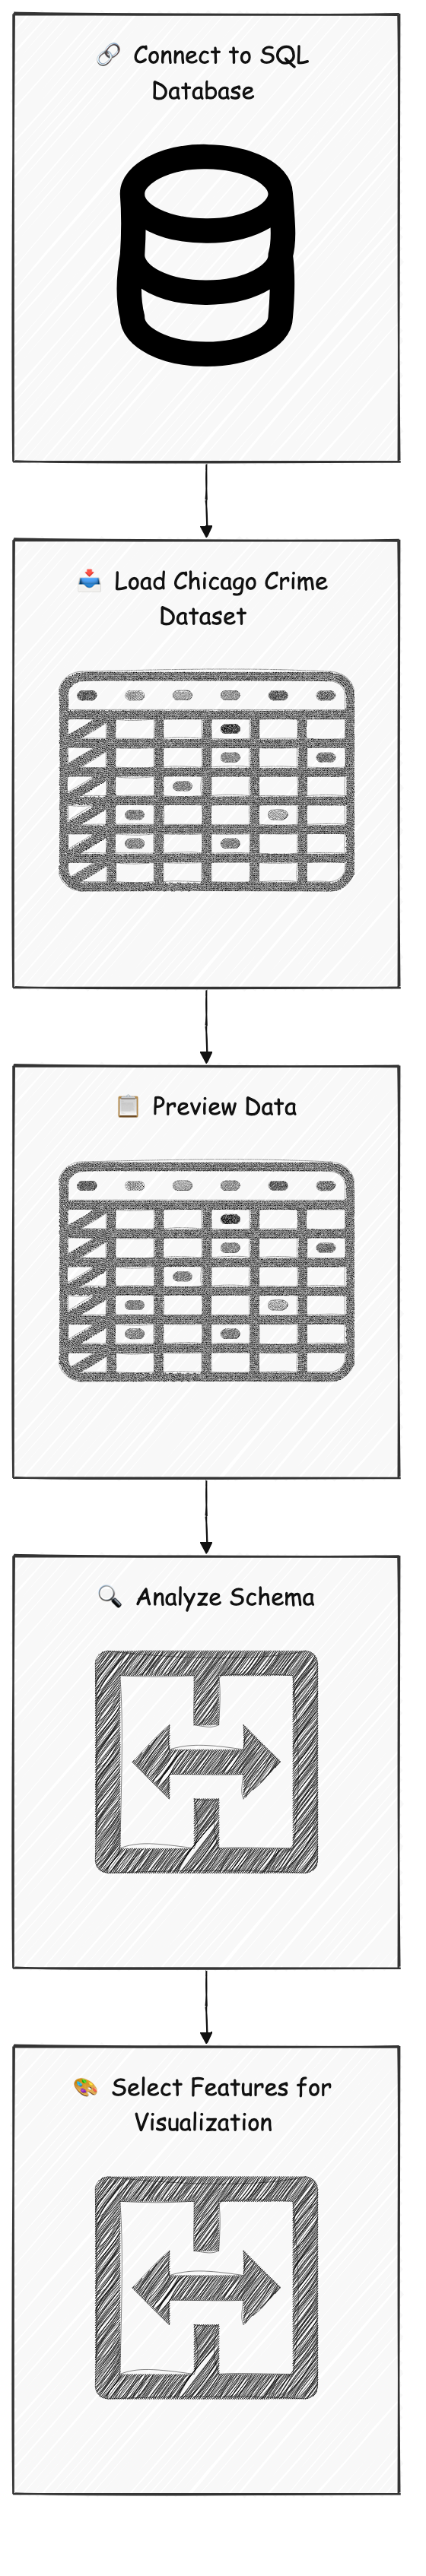 🔗 Connect to SQL
Database
📥 Load Chicago Crime
Dataset
📋 Preview Data
🔍 Analyze Schema
🎨 Select Features for
Visualization